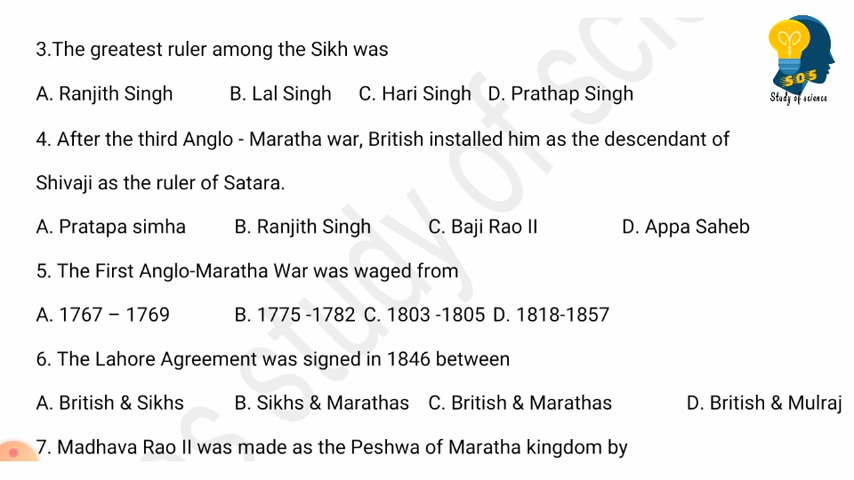 3.The greatest ruler among the Sikh was
A. Ranjith Singh B. Lal Singh C. Hari Singh D. Prathap Singh
4. After the third Anglo - Maratha war, British installed him as the descendant of
Shivaji as the ruler of Satara.
A. Pratapa simha B. Ranjith Singh C. Baji Rao II D. Appa Saheb
5. The First Anglo-Maratha War was waged from
A. 1767 – 1769 B. 1775 -1782 C. 1803 -1805 D. 1818-1857
6. The Lahore Agreement was signed in 1846 between
A. British & Sikhs B. Sikhs & Marathas C. British & Marathas D. British & Mulraj
7. Madhava Rao II was made as the Peshwa of Maratha kingdom by
SOS
Study of science
sos study of scie